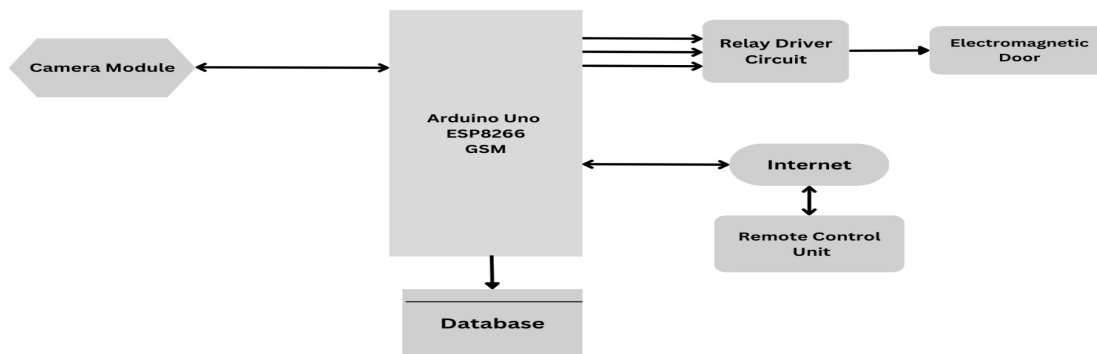 Camera Module
Arduino Uno
ESP8266
GSM
Relay Driver
Circuit
Electromagnetic
Door
Internet
Remote Control
Unit
Database